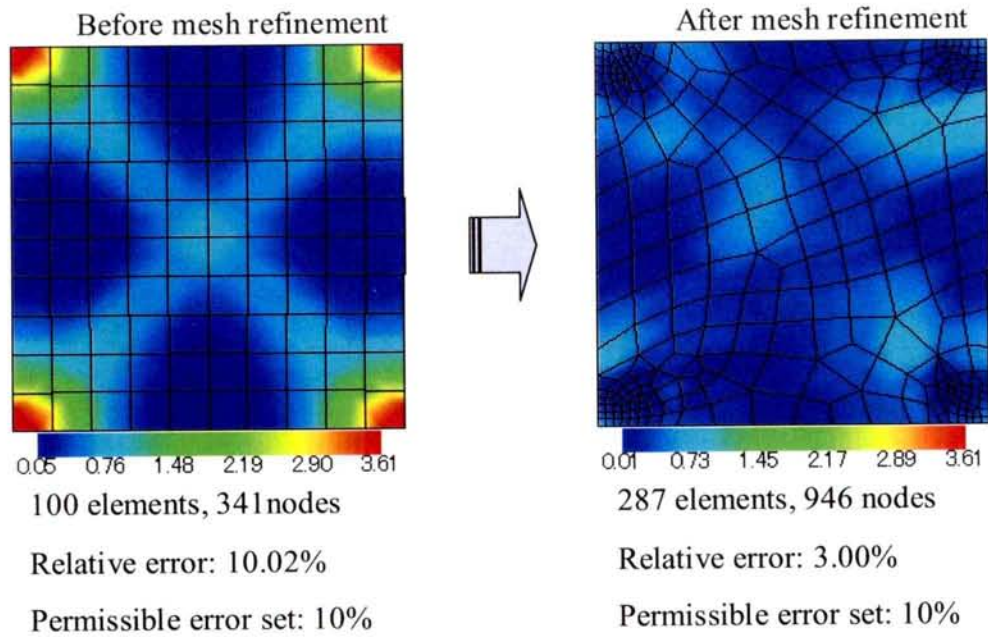 Before mesh refinement
After mesh refinement
0.05 0.76 1.48 2.19 2.90 3.61
0.01 0.73 1.45 2.17 2.89 3.61
100 elements, 341nodes
287 elements, 946 nodes
Relative error: 10.02%
Relative error: 3.00%
Permissible error set: 10%
Permissible error set: 10%